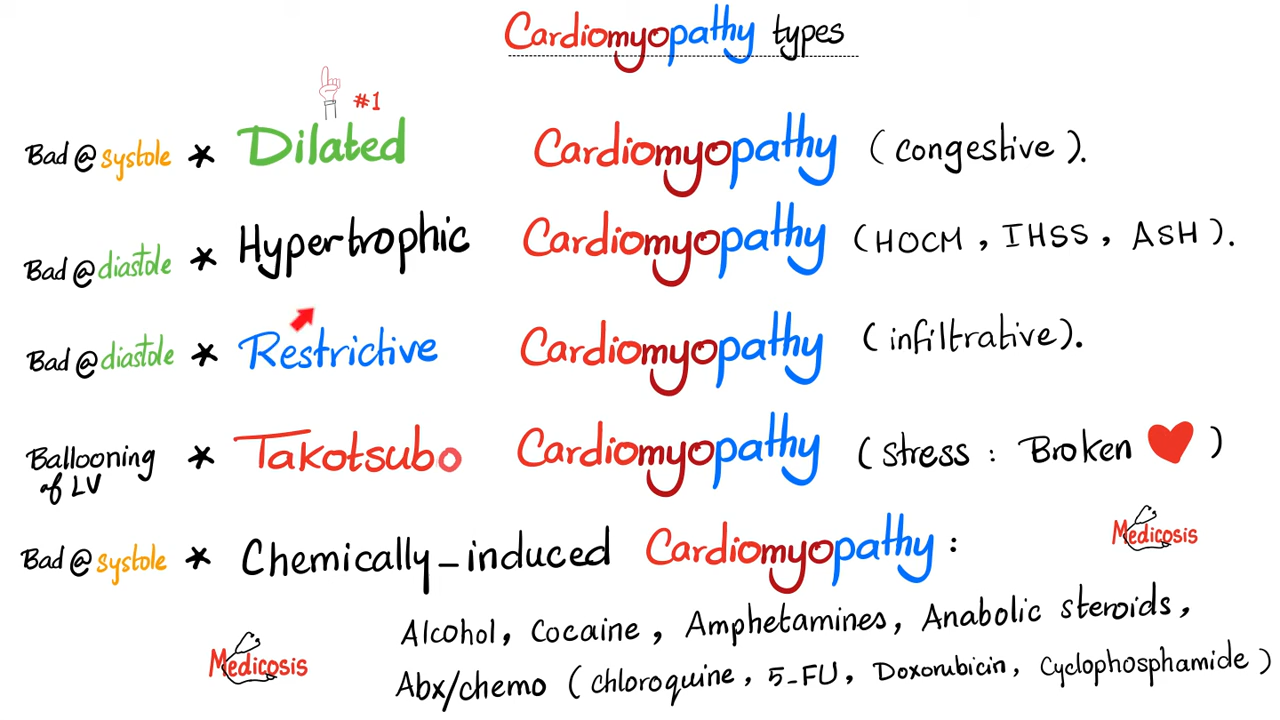 Cardiomyopathy types
#1
Bad @ systole * Dilated Cardiomyopathy (congestive).
Bad @ diastole * Hypertrophic Cardiomyopathy (HOCM, IHSS, ASH).
Bad @ diastole * Restrictive Cardiomyopathy (infiltrative).
Ballooning of LV * Takotsubo Cardiomyopathy (stress: Broken ❤)
Bad @ systole * Chemically-induced Cardiomyopathy:
Medicosis
Alcohol, Cocaine, Amphetamines, Anabolic steroids,
Medicosis
Abx/chemo (chloroquine, 5-FU, Doxorubicin, Cyclophosphamide)